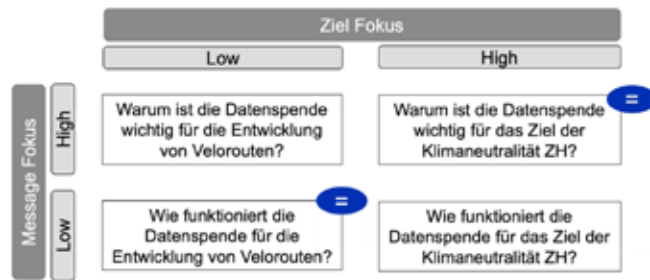 Ziel Fokus
Low
High
Message Fokus
High
Warum ist die Datenspende
wichtig für die Entwicklung
von Velorouten?
Warum ist die Datenspende
wichtig für das Ziel der
Klimaneutralität ZH?
=
Low
Wie funktioniert die
Datenspende für die
Entwicklung von Velorouten?
=
Wie funktioniert die
Datenspende für das Ziel der
Klimaneutralität ZH?